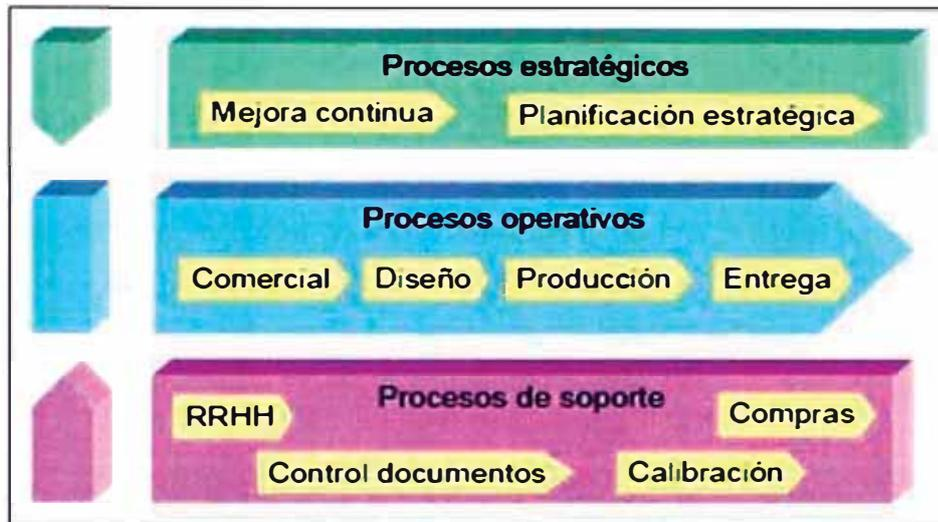 Procesos estratégicos
Mejora continua Planificación estratégica
Procesos operativos
Comercial Diseño Producción Entrega
Procesos de soporte
RRHH Compras
Control documentos Calibración